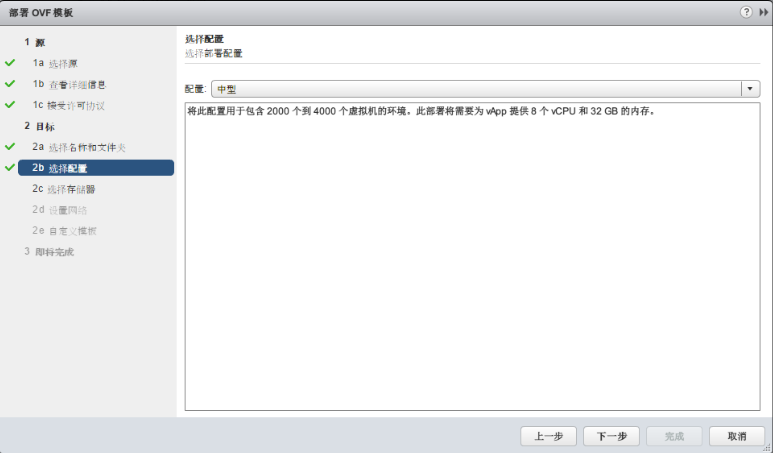 部署 OVF 模板
?
1 源
1a 选择源
1b 查看详细信息
1c 接受许可协议
2 目标
2a 选择名称和文件夹
2b 选择配置
2c 选择存储器
2d 设置网络
2e 自定义模板
3 即将完成
选择配置
选择部署配置
配置: 中型
将此配置用于包含 2000 个到 4000 个虚拟机的环境。此部署将需要为 vApp 提供 8 个 vCPU 和 32 GB 的内存。
上一步 下一步 完成 取消